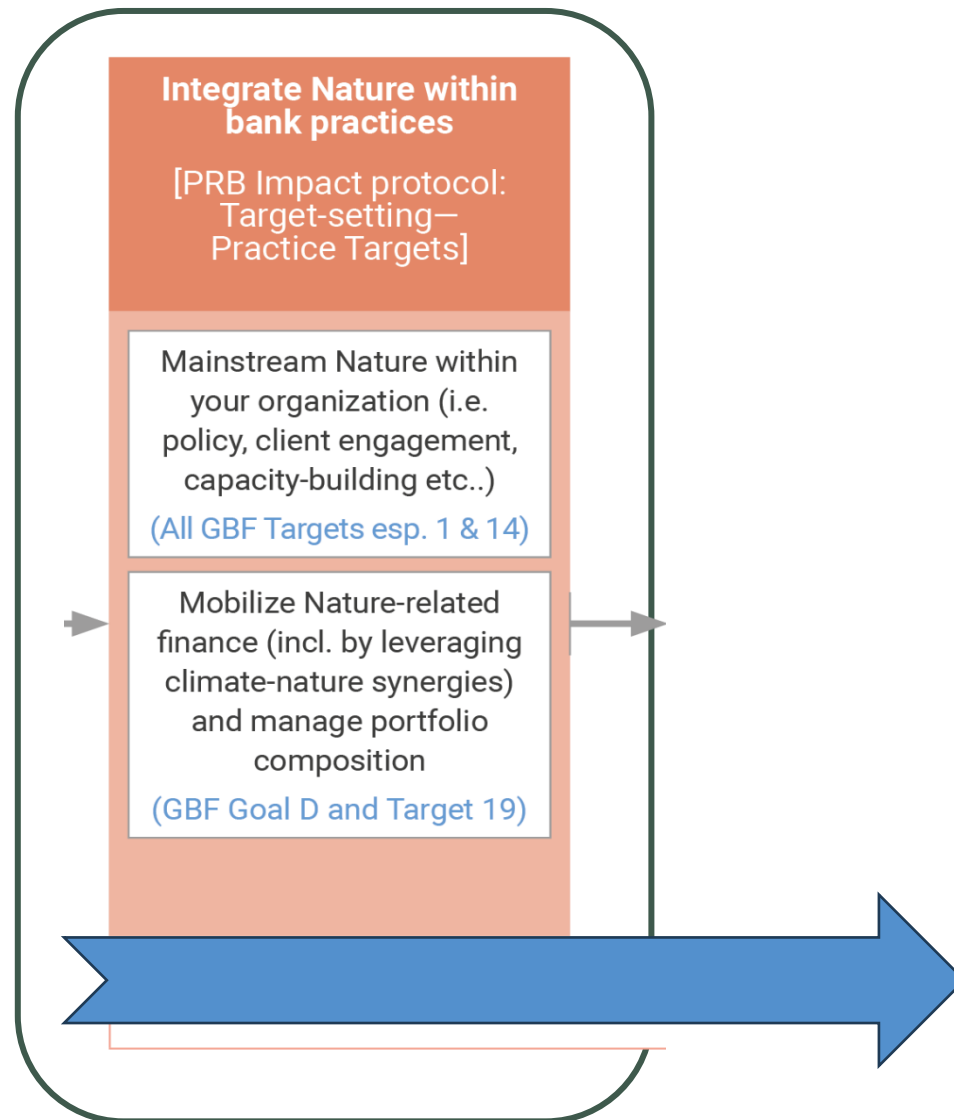 Integrate Nature within
bank practices
[PRB Impact protocol:
Target-setting—
Practice Targets]
Mainstream Nature within
your organization (i.e.
policy, client engagement,
capacity-building etc..)
(All GBF Targets esp. 1 & 14)
Mobilize Nature-related
finance (incl. by leveraging
climate-nature synergies)
and manage portfolio
composition
(GBF Goal D and Target 19)